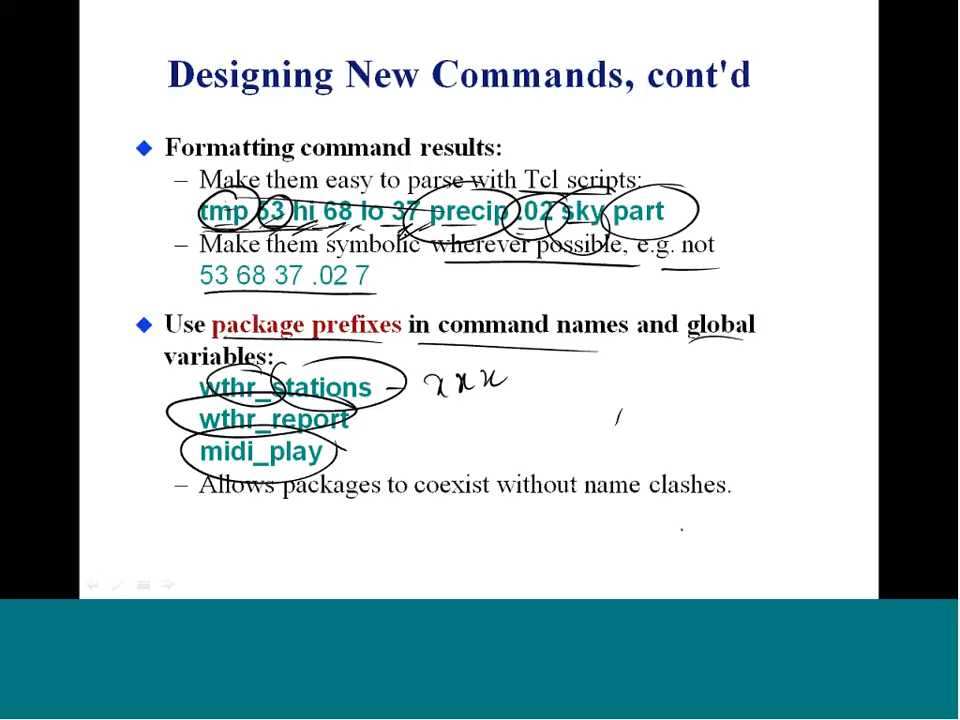 Designing New Commands, cont'd
◆ Formatting command results:
– Make them easy to parse with Tcl scripts:
tmp 53 hi 68 lo 37 precip .02 sky part
– Make them symbolic wherever possible, e.g. not
53 68 37 .02 7
◆ Use package prefixes in command names and global
variables:
wthr_stations - x x x
wthr_report
midi_play
– Allows packages to coexist without name clashes.